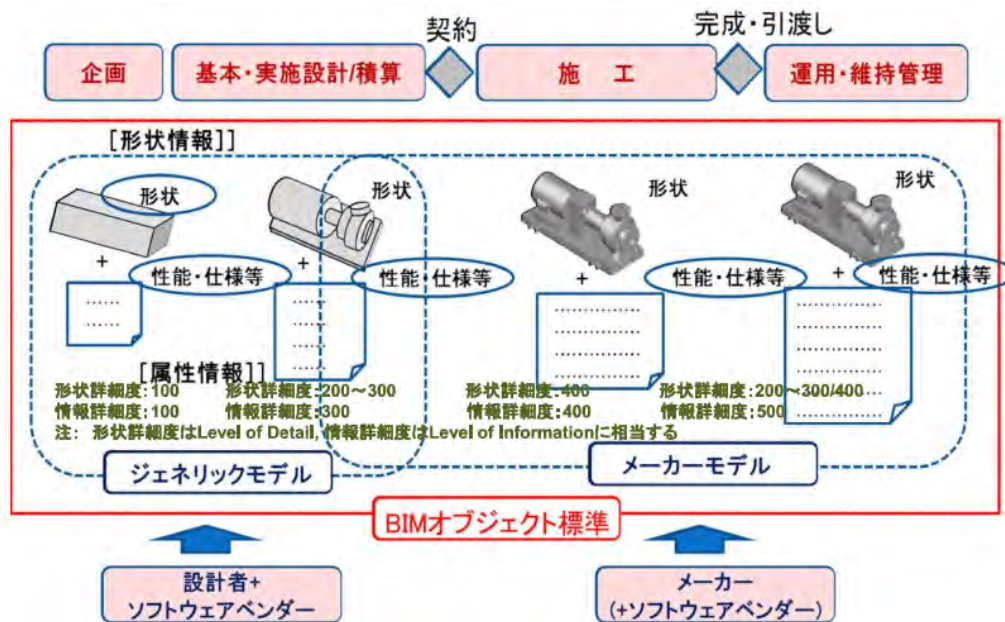 契約
完成・引渡し
企画
基本・実施設計/積算
施 工
運用・維持管理
[形状情報]]
形状
形状
形状
形状
+
+
+
+
性能・仕様等
性能・仕様等
性能・仕様等
性能・仕様等
[属性情報]]
形状詳細度:100
形状詳細度:200~300
形状詳細度:400
形状詳細度:200~300/400
情報詳細度:100
情報詳細度:300
情報詳細度:400
情報詳細度:500
注: 形状詳細度はLevel of Detail, 情報詳細度はLevel of Informationに相当する
ジェネリックモデル
メーカーモデル
BIMオブジェクト標準
設計者+
ソフトウェアベンダー
メーカー
(+ソフトウェアベンダー)